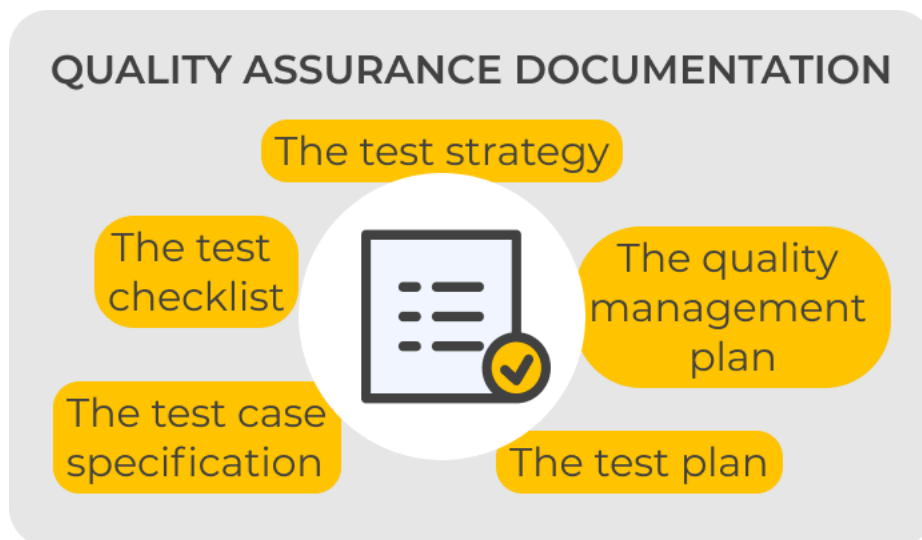 QUALITY ASSURANCE DOCUMENTATION
The test strategy
The test
checklist
The quality
management
plan
The test case
specification
The test plan